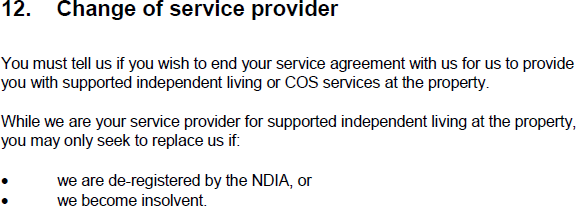 12. Change of service provider
You must tell us if you wish to end your service agreement with us for us to provide
you with supported independent living or COS services at the property.
While we are your service provider for supported independent living at the property,
you may only seek to replace us if:
• we are de-registered by the NDIA, or
• we become insolvent.